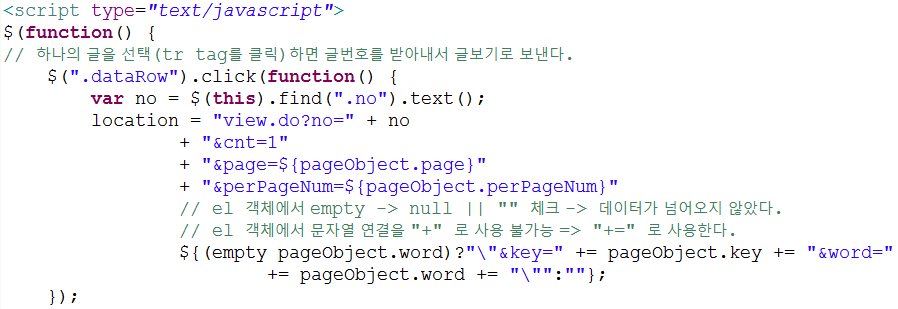 <script type="text/javascript">
$(function() {
// 하나의 글을 선택(tr tag를 클릭)하면 글번호를 받아내서 글보기로 보낸다.
$(".dataRow").click(function() {
var no = $(this).find(".no").text();
location = "view.do?no=" + no
+ "&cnt=1"
+ "&page=${pageObject.page}"
+ "&perPageNum=${pageObject.perPageNum}"
// el 객체에서 empty -> null || "" 체크 -> 데이터가 넘어오지 않았다.
// el 객체에서 문자열 연결을 "+" 로 사용 불가능 => "+=" 로 사용한다.
${(empty pageObject.word)?"\"&key=" += pageObject.key += "&word="
+= pageObject.word += "\"":""};
});